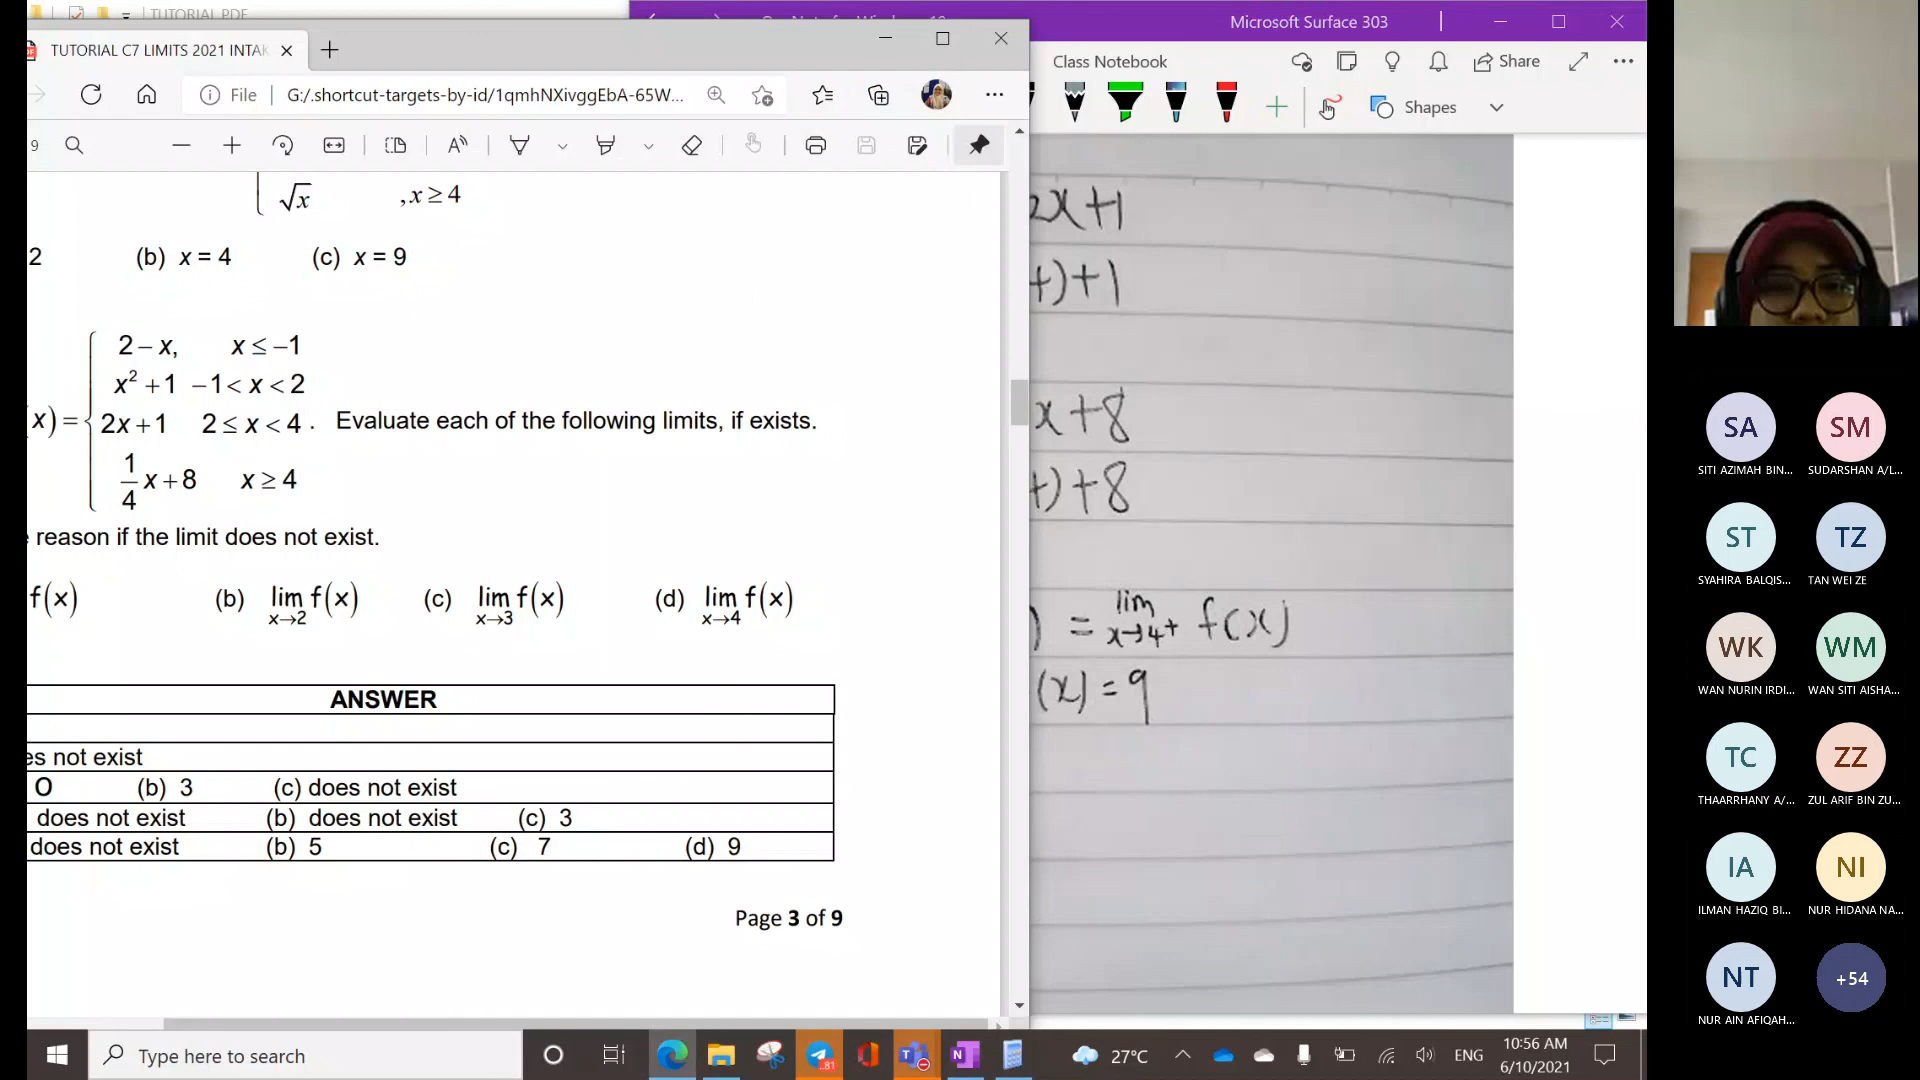 TUTORIAL PDF
Microsoft Surface 303
TUTORIAL C7 LIMITS 2021 INTAK
Class Notebook
Share
File
G:/.shortcut-targets-by-id/1qmhNXivggEbA-65W...
Shapes
9
√x , x ≥ 4
2 (b) x = 4 (c) x = 9
x) =
2 – x, x ≤ –1
x² + 1 –1 < x < 2
2x + 1 2 ≤ x < 4 . Evaluate each of the following limits, if exists.
1/4 x + 8 x ≥ 4
reason if the limit does not exist.
f(x) (b) lim x→2 f(x) (c) lim x→3 f(x) (d) lim x→4 f(x)
ANSWER
es not exist
0 (b) 3 (c) does not exist
does not exist (b) does not exist (c) 3
does not exist (b) 5 (c) 7 (d) 9
Page 3 of 9
2x+1
)+1
x+8
)+8
) = lim x→4+ f(x)
(x) = 9
SA
SITI AZIMAH BIN...
SM
SUDARSHAN A/L...
ST
SYAHIRA BALQIS...
TZ
TAN WEI ZE
WK
WAN NURIN IRDI...
WM
WAN SITI AISHA...
TC
THAARRHANY A/...
ZZ
ZUL ARIF BIN ZU...
IA
ILMAN HAZIQ BI...
NI
NUR HIDANA NA...
NT
NUR AIN AFIQAH...
+54
Type here to search
81
27°C
ENG
10:56 AM
6/10/2021